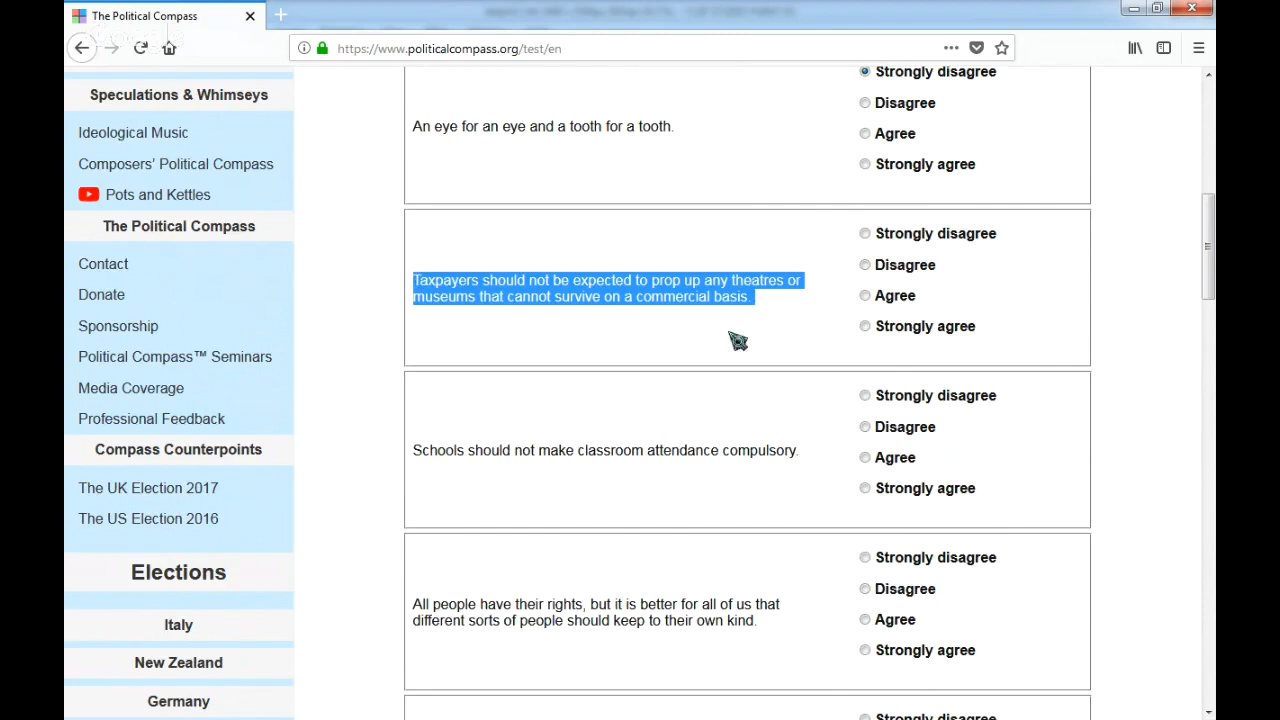 The Political Compass
https://www.politicalcompass.org/test/en
Speculations & Whimseys
Ideological Music
Composers' Political Compass
Pots and Kettles
The Political Compass
Contact
Donate
Sponsorship
Political Compass™ Seminars
Media Coverage
Professional Feedback
Compass Counterpoints
The UK Election 2017
The US Election 2016
Elections
Italy
New Zealand
Germany
An eye for an eye and a tooth for a tooth.
Strongly disagree
Disagree
Agree
Strongly agree
Taxpayers should not be expected to prop up any theatres or
museums that cannot survive on a commercial basis.
Strongly disagree
Disagree
Agree
Strongly agree
Schools should not make classroom attendance compulsory.
Strongly disagree
Disagree
Agree
Strongly agree
All people have their rights, but it is better for all of us that
different sorts of people should keep to their own kind.
Strongly disagree
Disagree
Agree
Strongly agree
Strongly disagree